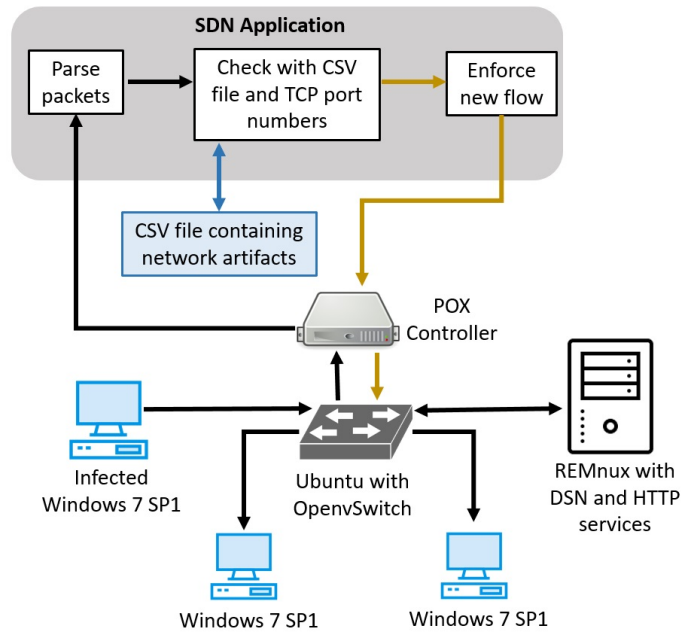 SDN Application
Parse
packets
Check with CSV
file and TCP port
numbers
Enforce
new flow
CSV file containing
network artifacts
POX
Controller
Infected
Windows 7 SP1
Ubuntu with
OpenvSwitch
REMnux with
DSN and HTTP
services
Windows 7 SP1
Windows 7 SP1